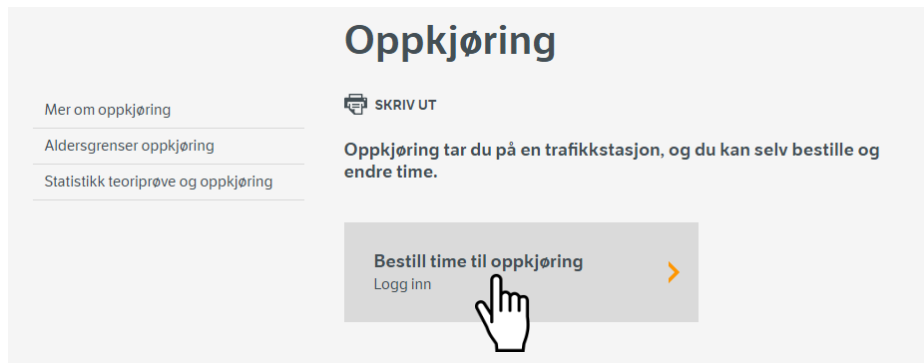 Oppkjøring
Mer om oppkjøring
Aldersgrenser oppkjøring
Statistikk teoriprøve og oppkjøring
SKRIV UT
Oppkjøring tar du på en trafikkstasjon, og du kan selv bestille og
endre time.
Bestill time til oppkjøring
Logg inn